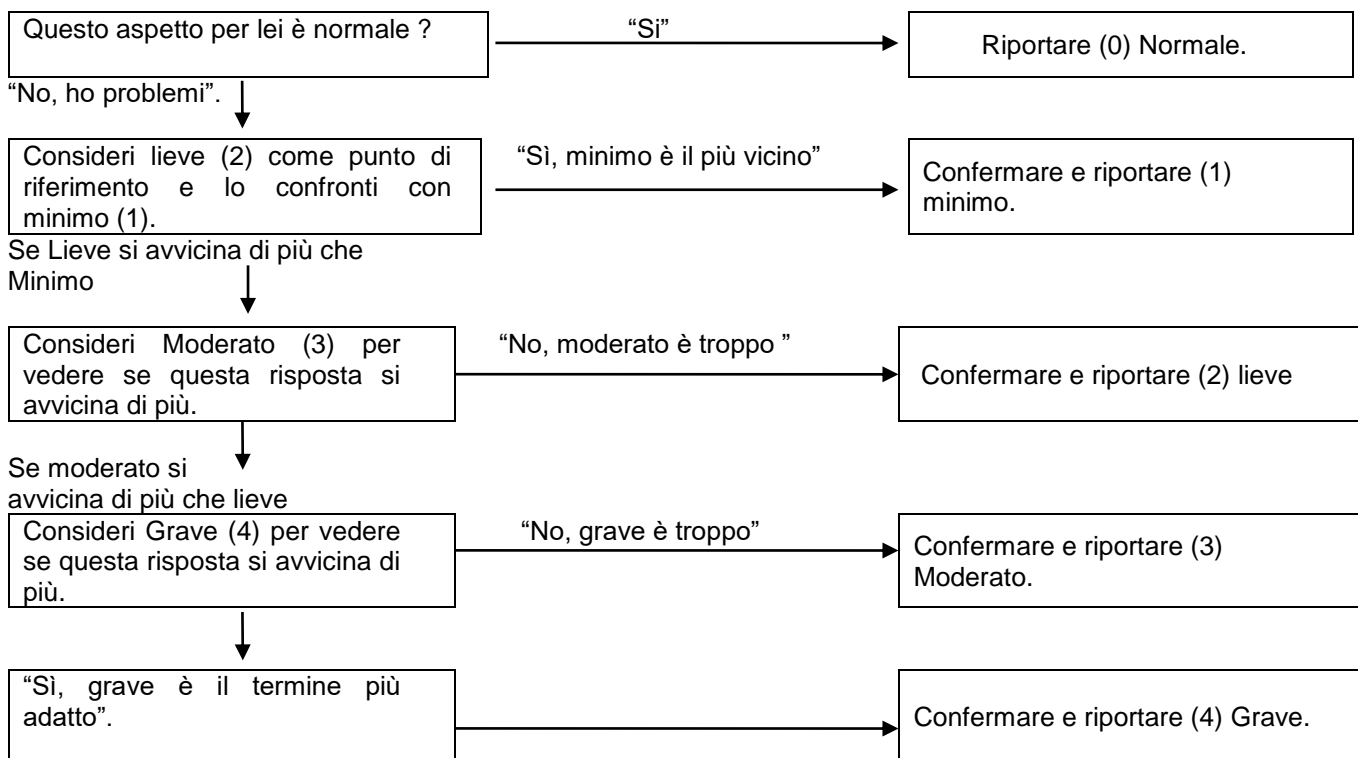 Questo aspetto per lei è normale ?
“Si”
Riportare (0) Normale.
“No, ho problemi”.
Consideri lieve (2) come punto di
riferimento e lo confronti con
minimo (1).
“Sì, minimo è il più vicino”
Confermare e riportare (1)
minimo.
Se Lieve si avvicina di più che
Minimo
Consideri Moderato (3) per
vedere se questa risposta si
avvicina di più.
“No, moderato è troppo ”
Confermare e riportare (2) lieve
Se moderato si
avvicina di più che lieve
Consideri Grave (4) per vedere
se questa risposta si avvicina di
più.
“No, grave è troppo”
Confermare e riportare (3)
Moderato.
“Sì, grave è il termine più
adatto”.
Confermare e riportare (4) Grave.